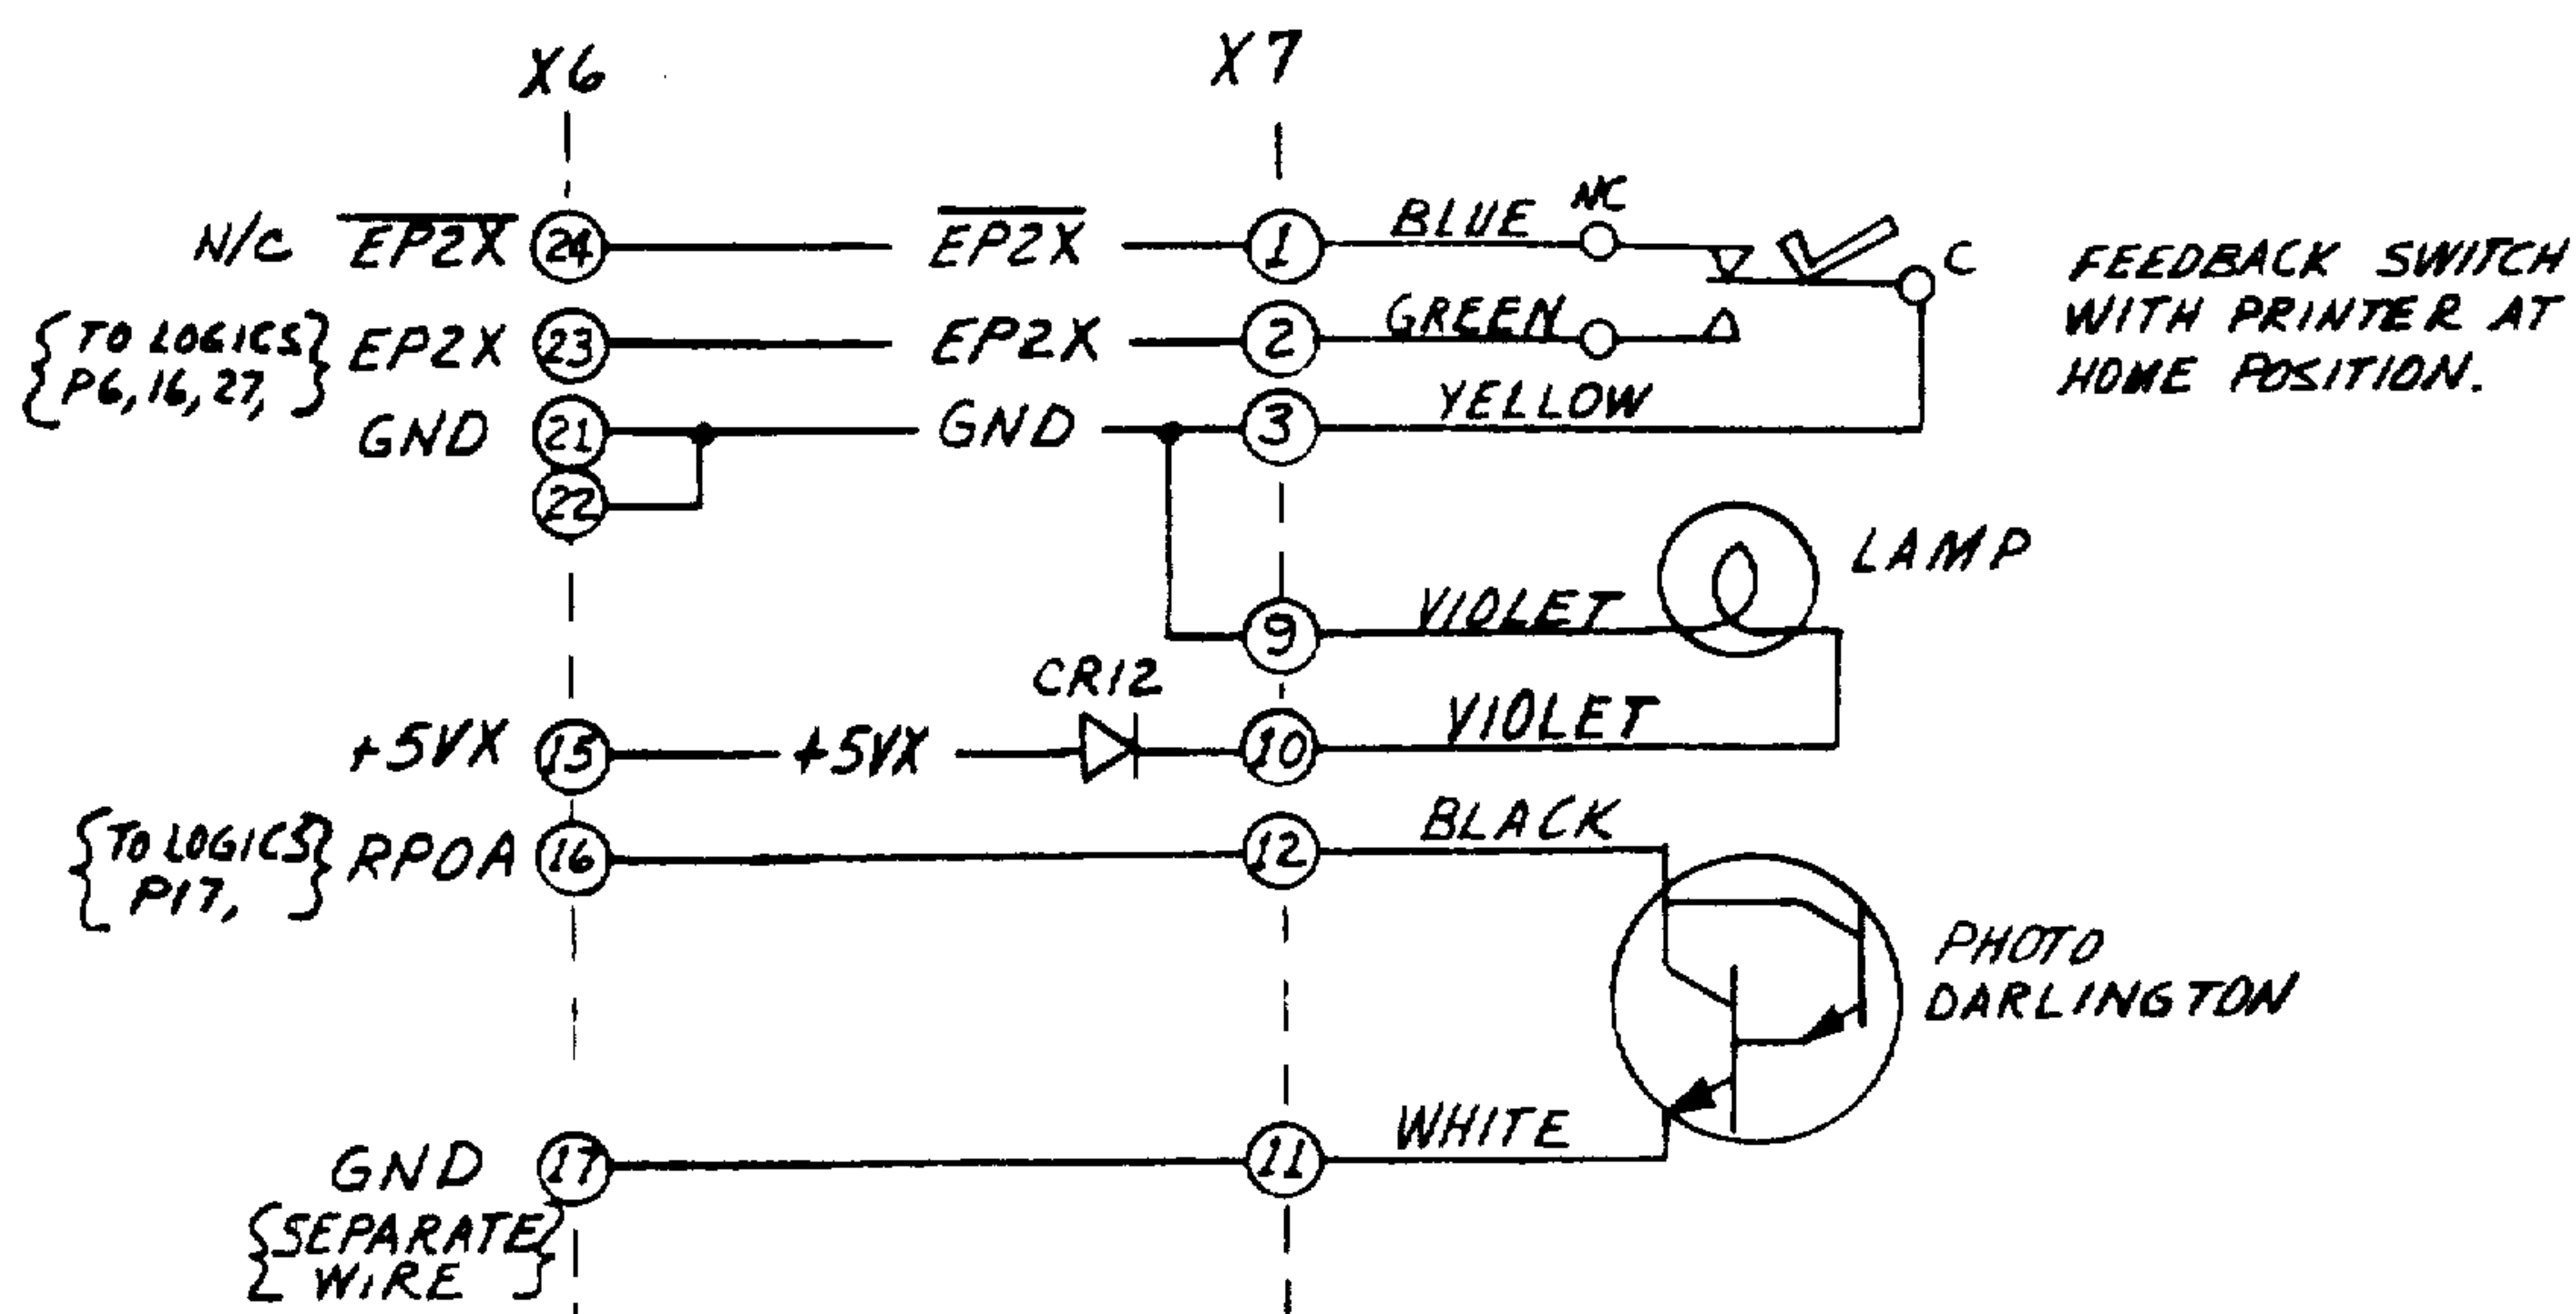 X6
X7
N/C E̅P̅2̅X̅ 24 E̅P̅2̅X̅ 1 BLUE NC C
{TO LOGICS P6, 16, 27,} EP2X 23 EP2X 2 GREEN
GND 21 GND 3 YELLOW
22
FEEDBACK SWITCH
WITH PRINTER AT
HOME POSITION.
LAMP
9 VIOLET
CR12
+5VX 15 +5VX 10 VIOLET
{TO LOGICS P17,} RPOA 16 12 BLACK
PHOTO
DARLINGTON
GND 17 11 WHITE
{SEPARATE
WIRE}